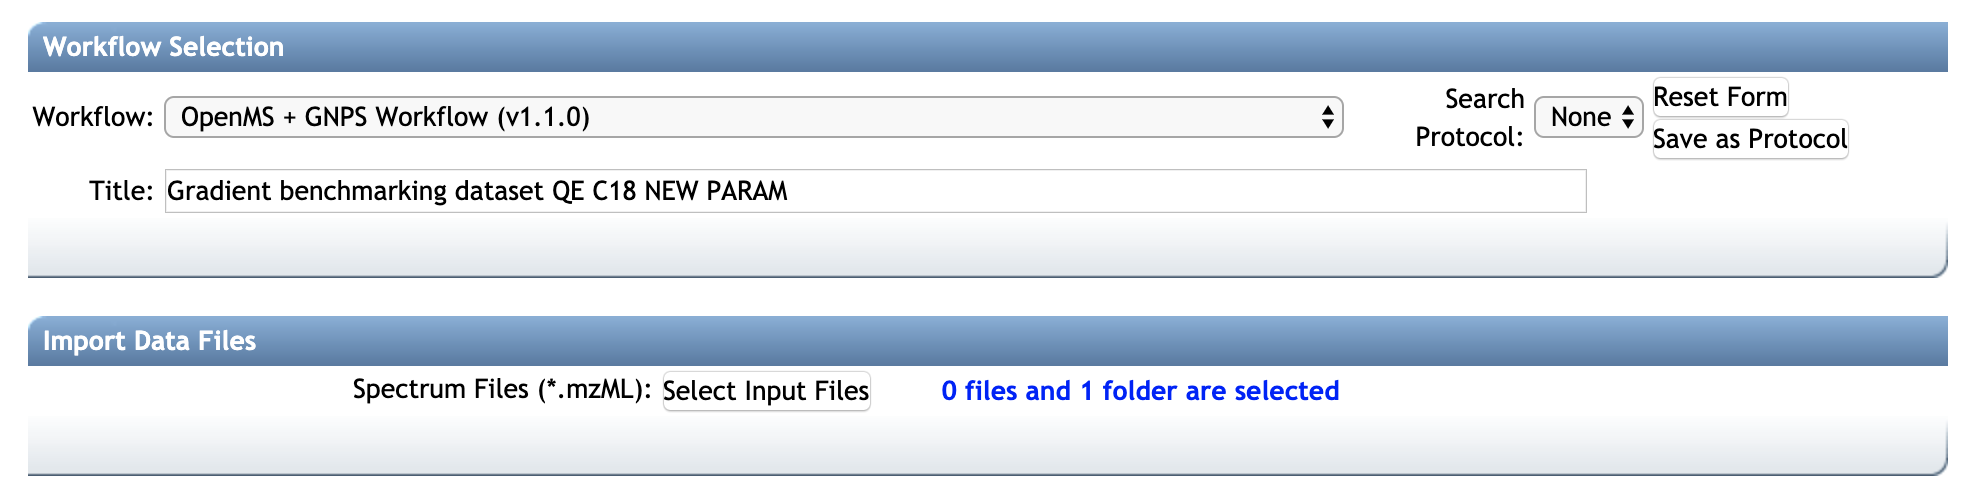 Workflow Selection
Workflow: OpenMS + GNPS Workflow (v1.1.0)
Search Protocol: None
Reset Form
Save as Protocol
Title: Gradient benchmarking dataset QE C18 NEW PARAM
Import Data Files
Spectrum Files (*.mzML): Select Input Files 0 files and 1 folder are selected